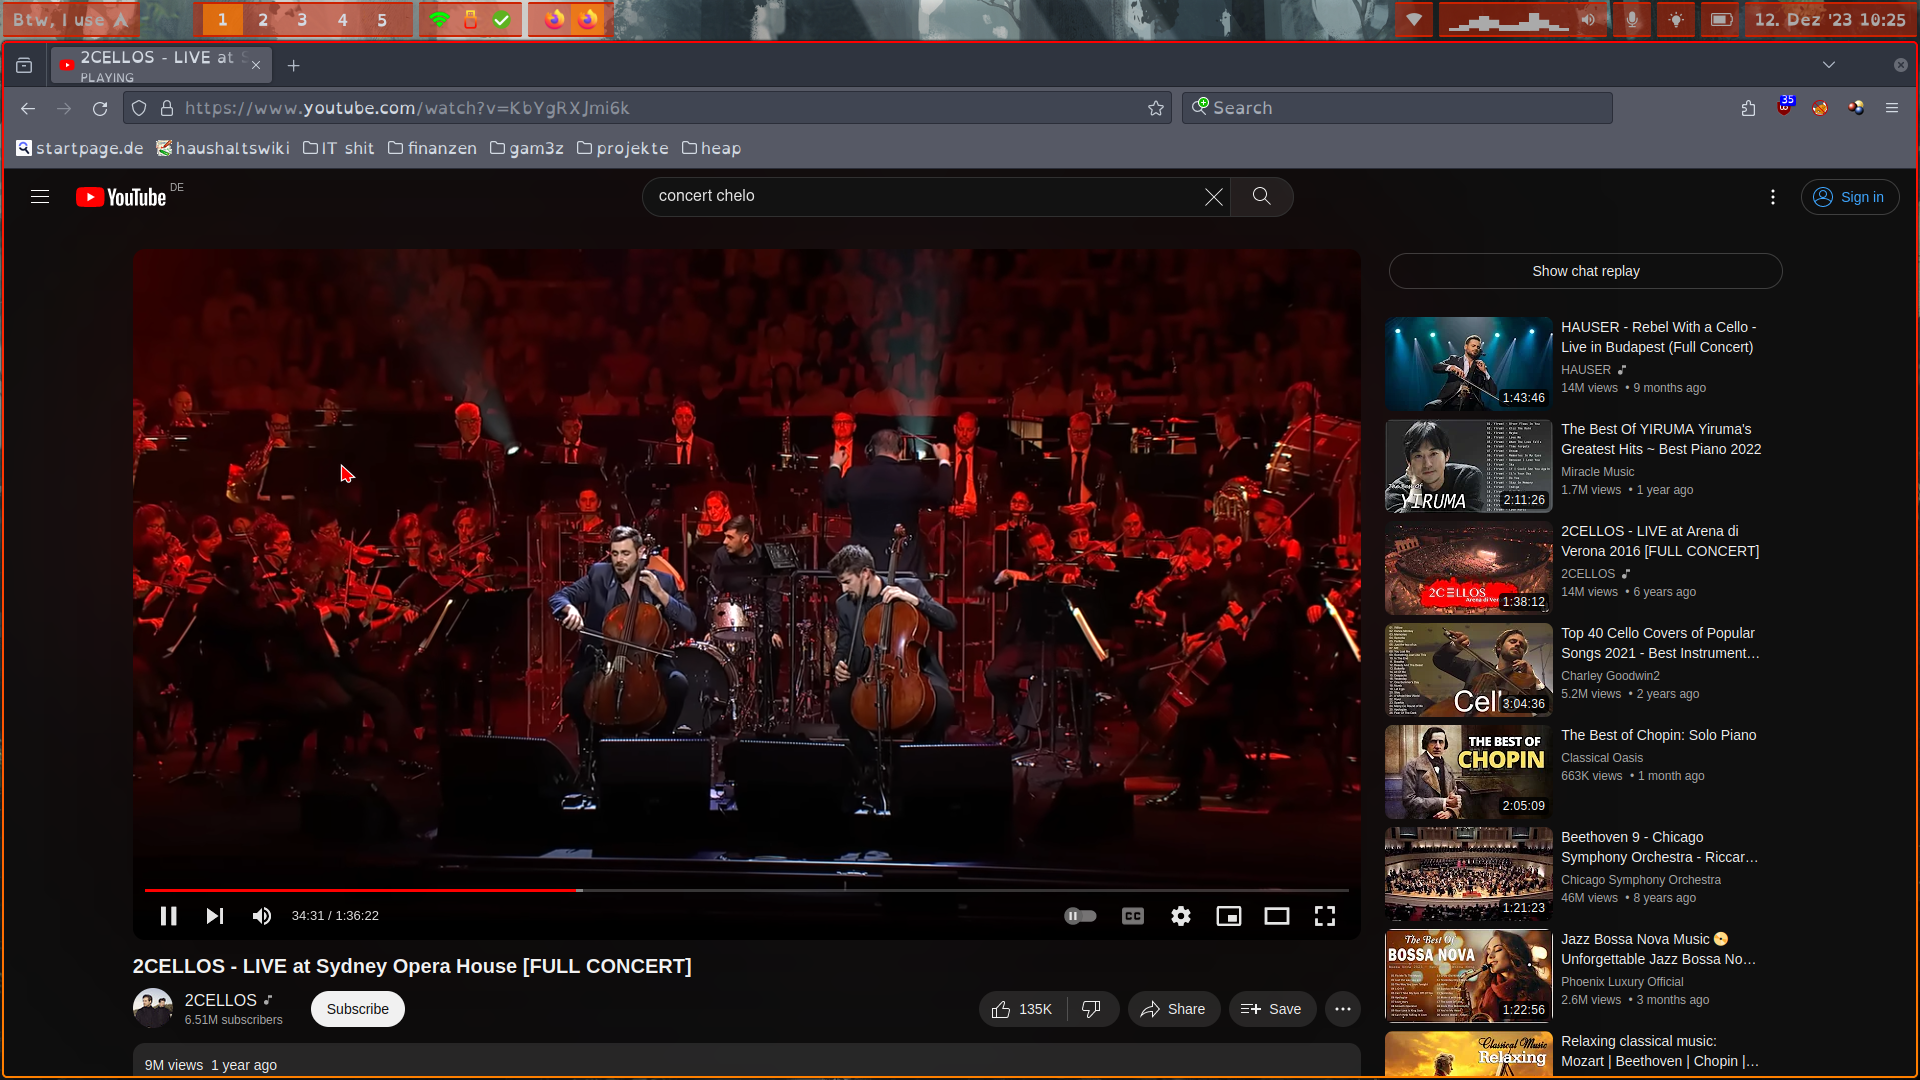 Btw, I use
1 2 3 4 5
12. Dez '23 10:25
2CELLOS - LIVE at S
PLAYING
https://www.youtube.com/watch?v=KbYgRXJmi6k
Search
35
startpage.de haushaltswiki IT shit finanzen gam3z projekte heap
YouTube DE
concert chelo
Sign in
Show chat replay
HAUSER - Rebel With a Cello -
Live in Budapest (Full Concert)
HAUSER
14M views • 9 months ago
1:43:46
The Best Of YIRUMA Yiruma's
Greatest Hits ~ Best Piano 2022
Miracle Music
1.7M views • 1 year ago
The Best Of
YIRUMA
2:11:26
2CELLOS - LIVE at Arena di
Verona 2016 [FULL CONCERT]
2CELLOS
14M views • 6 years ago
2CELLOS
Arena di Ver
1:38:12
Top 40 Cello Covers of Popular
Songs 2021 - Best Instrument…
Charley Goodwin2
5.2M views • 2 years ago
Cell
3:04:36
The Best of Chopin: Solo Piano
Classical Oasis
663K views • 1 month ago
THE BEST OF
CHOPIN
2:05:09
Beethoven 9 - Chicago
Symphony Orchestra - Riccar…
Chicago Symphony Orchestra
46M views • 8 years ago
1:21:23
Jazz Bossa Nova Music
Unforgettable Jazz Bossa No…
Phoenix Luxury Official
2.6M views • 3 months ago
The Best Of
BOSSA NOVA
1:22:56
Relaxing classical music:
Mozart | Beethoven | Chopin |…
Classical Music
Relaxing
34:31 / 1:36:22
CC
2CELLOS - LIVE at Sydney Opera House [FULL CONCERT]
2CELLOS
6.51M subscribers
Subscribe
135K
Share
Save
9M views 1 year ago